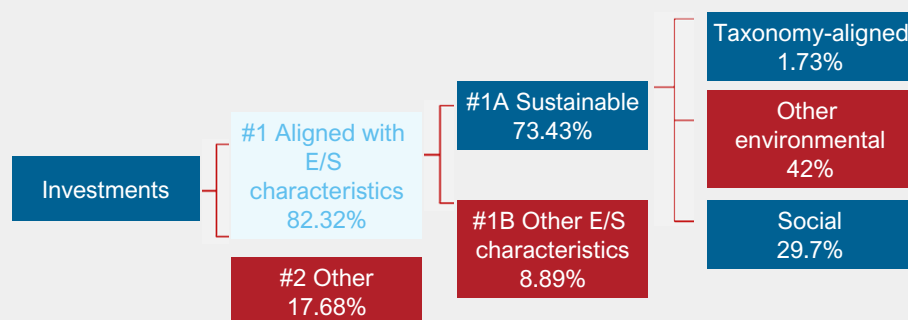 Investments
#1 Aligned with
E/S
characteristics
82.32%
#2 Other
17.68%
#1A Sustainable
73.43%
#1B Other E/S
characteristics
8.89%
Taxonomy-aligned
1.73%
Other
environmental
42%
Social
29.7%